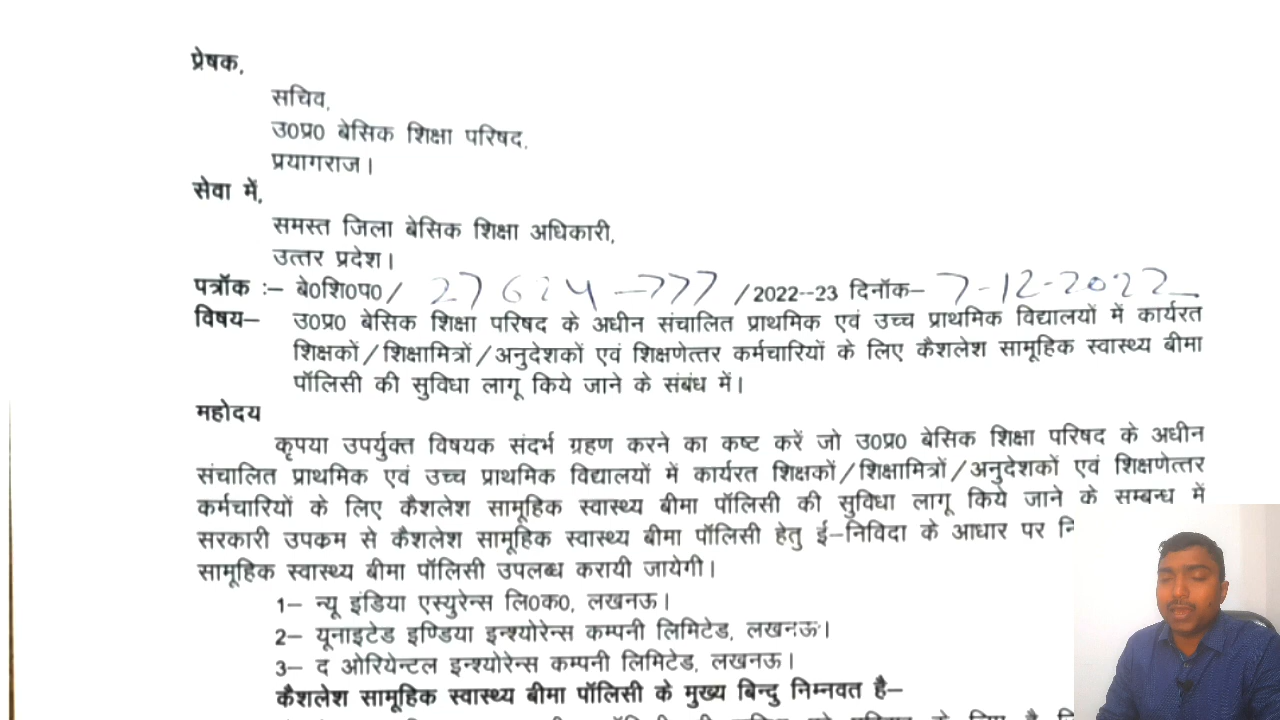 प्रेषक,
सचिव,
उ0प्र0 बेसिक शिक्षा परिषद,
प्रयागराज।
सेवा में,
समस्त जिला बेसिक शिक्षा अधिकारी,
उत्तर प्रदेश।
पत्रॉक :– बे0शि0प0/ 27624–777 /2022--23 दिनॉक– 7-12-2022
विषय– उ0प्र0 बेसिक शिक्षा परिषद के अधीन संचालित प्राथमिक एवं उच्च प्राथमिक विद्यालयों में कार्यरत
शिक्षकों/शिक्षामित्रों/अनुदेशकों एवं शिक्षणेत्तर कर्मचारियों के लिए कैशलेश सामूहिक स्वास्थ्य बीमा
पॉलिसी की सुविधा लागू किये जाने के संबंध में।
महोदय
कृपया उपर्युक्त विषयक संदर्भ ग्रहण करने का कष्ट करें जो उ0प्र0 बेसिक शिक्षा परिषद के अधीन
संचालित प्राथमिक एवं उच्च प्राथमिक विद्यालयों में कार्यरत शिक्षकों/शिक्षामित्रों/अनुदेशकों एवं शिक्षणेत्तर
कर्मचारियों के लिए कैशलेश सामूहिक स्वास्थ्य बीमा पॉलिसी की सुविधा लागू किये जाने के सम्बन्ध में
सरकारी उपकम से कैशलेश सामूहिक स्वास्थ्य बीमा पॉलिसी हेतु ई–निविदा के आधार पर
सामूहिक स्वास्थ्य बीमा पॉलिसी उपलब्ध करायी जायेगी।
1– न्यू इंडिया एस्युरेन्स लि0क0, लखनऊ।
2– यूनाइटेड इण्डिया इन्श्योरेन्स कम्पनी लिमिटेड, लखनऊ।
3– द ओरियेन्टल इन्श्योरेन्स कम्पनी लिमिटेड, लखनऊ।
कैशलेश सामूहिक स्वास्थ्य बीमा पॉलिसी के मुख्य बिन्दु निम्नवत है–